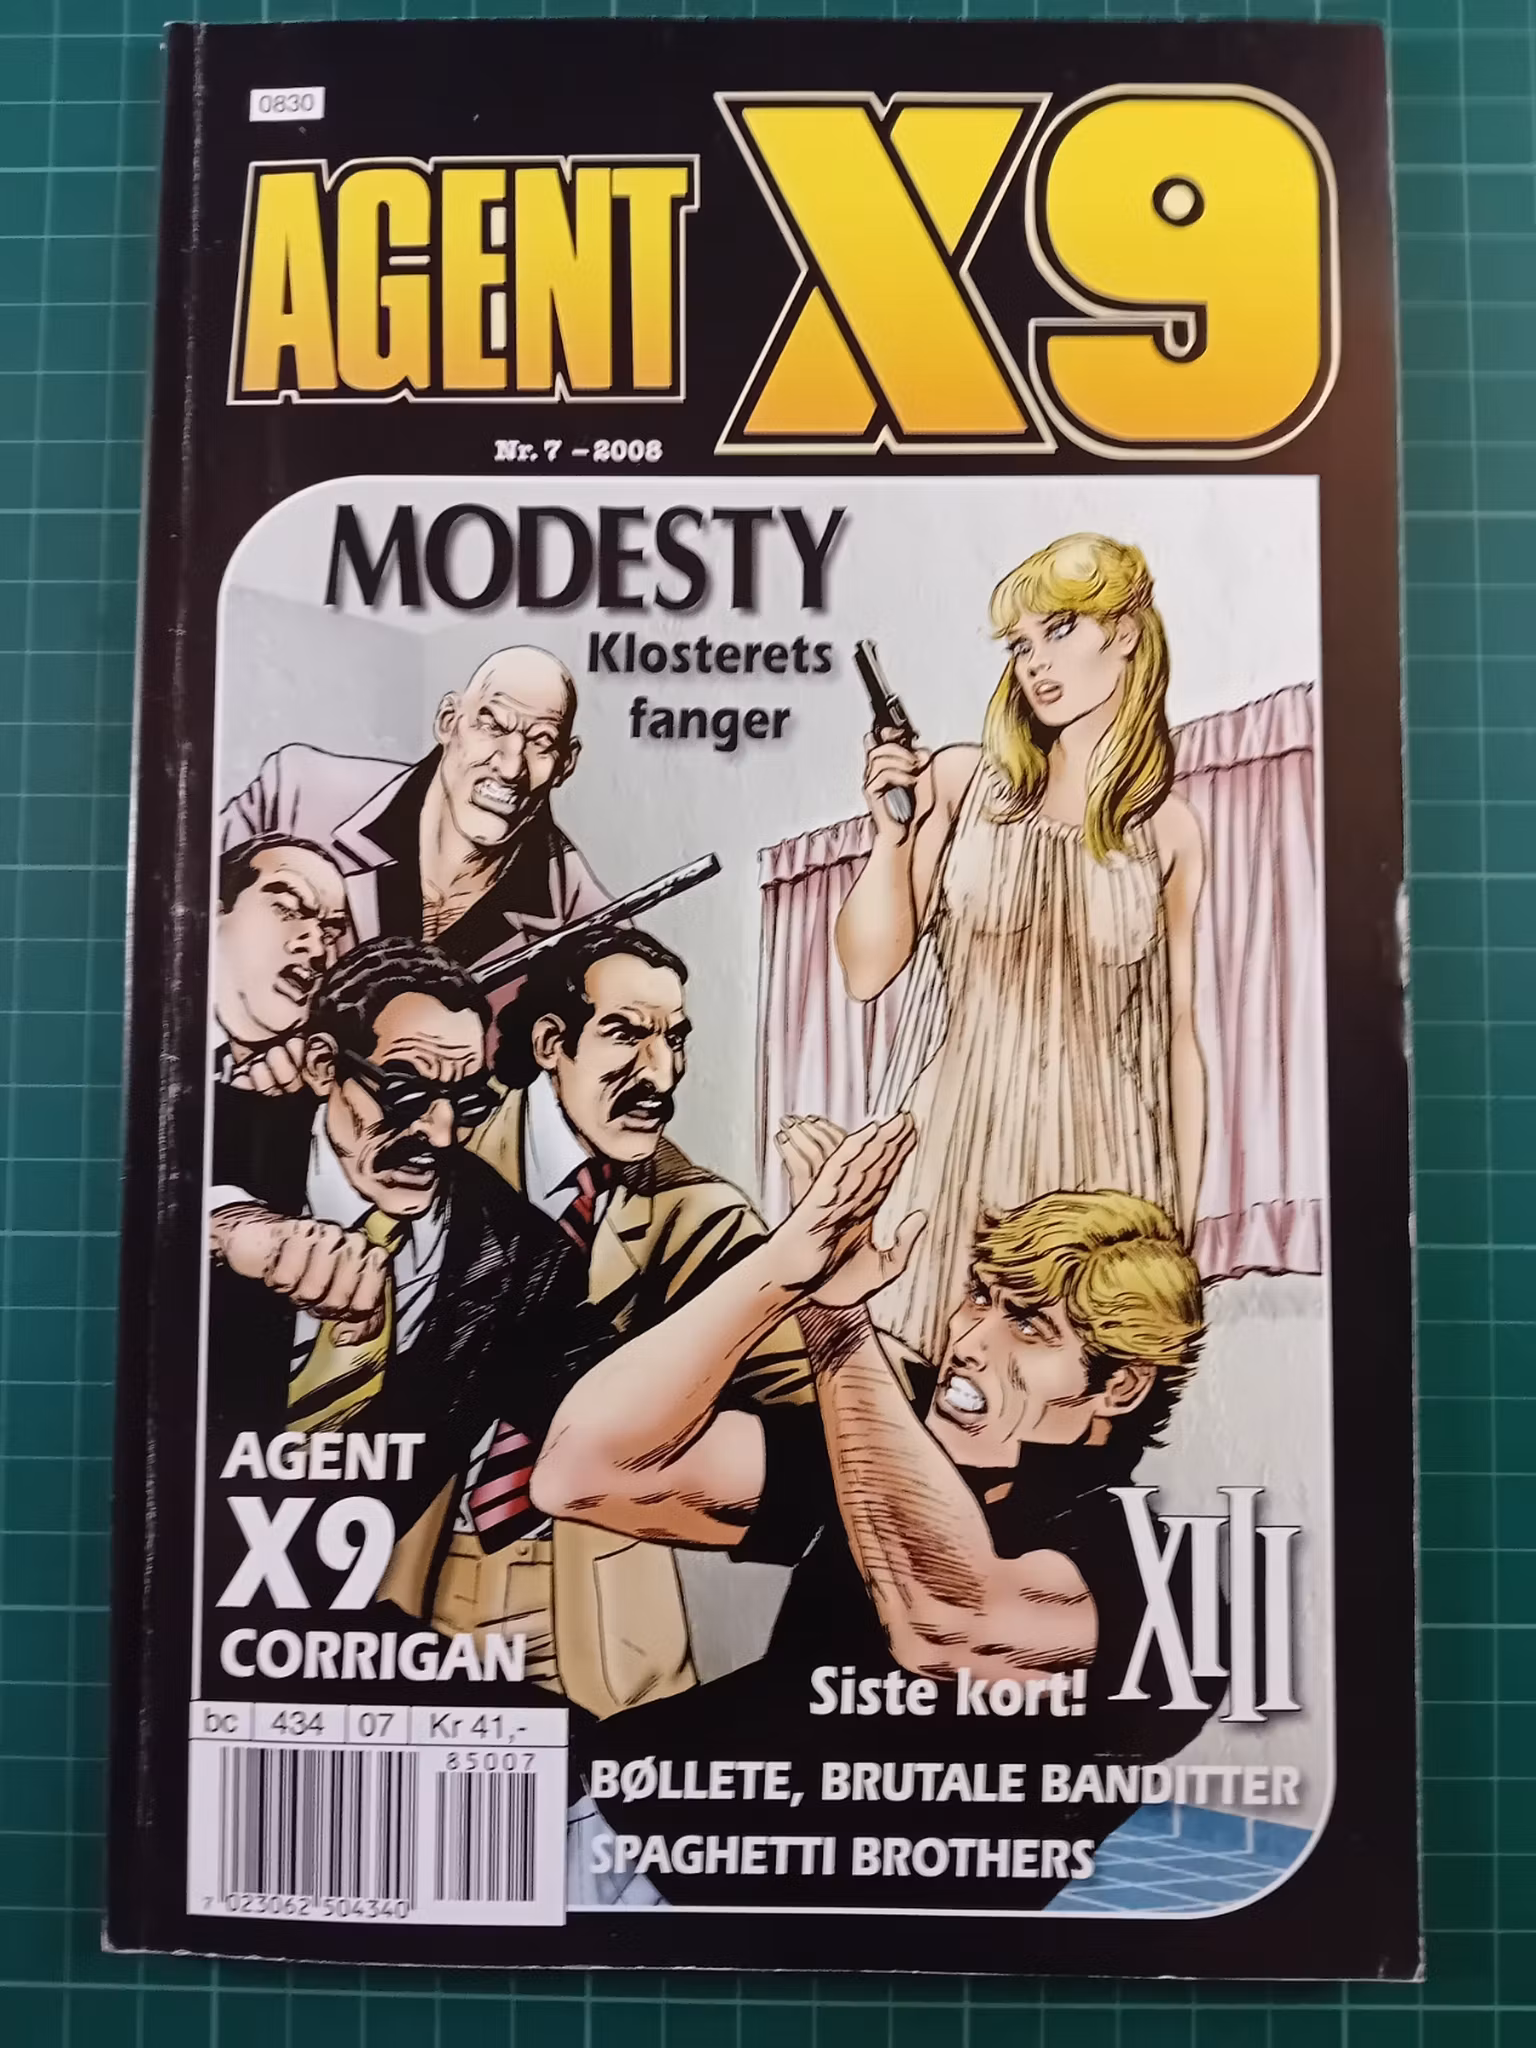 0830
AGENT X9
Nr. 7 – 2008
MODESTY
Klosterets
fanger
AGENT
X9
CORRIGAN
XIII
Siste kort!
bc 434 07 Kr 41,-
85007
BØLLETE, BRUTALE BANDITTER
SPAGHETTI BROTHERS
7 023062 504340